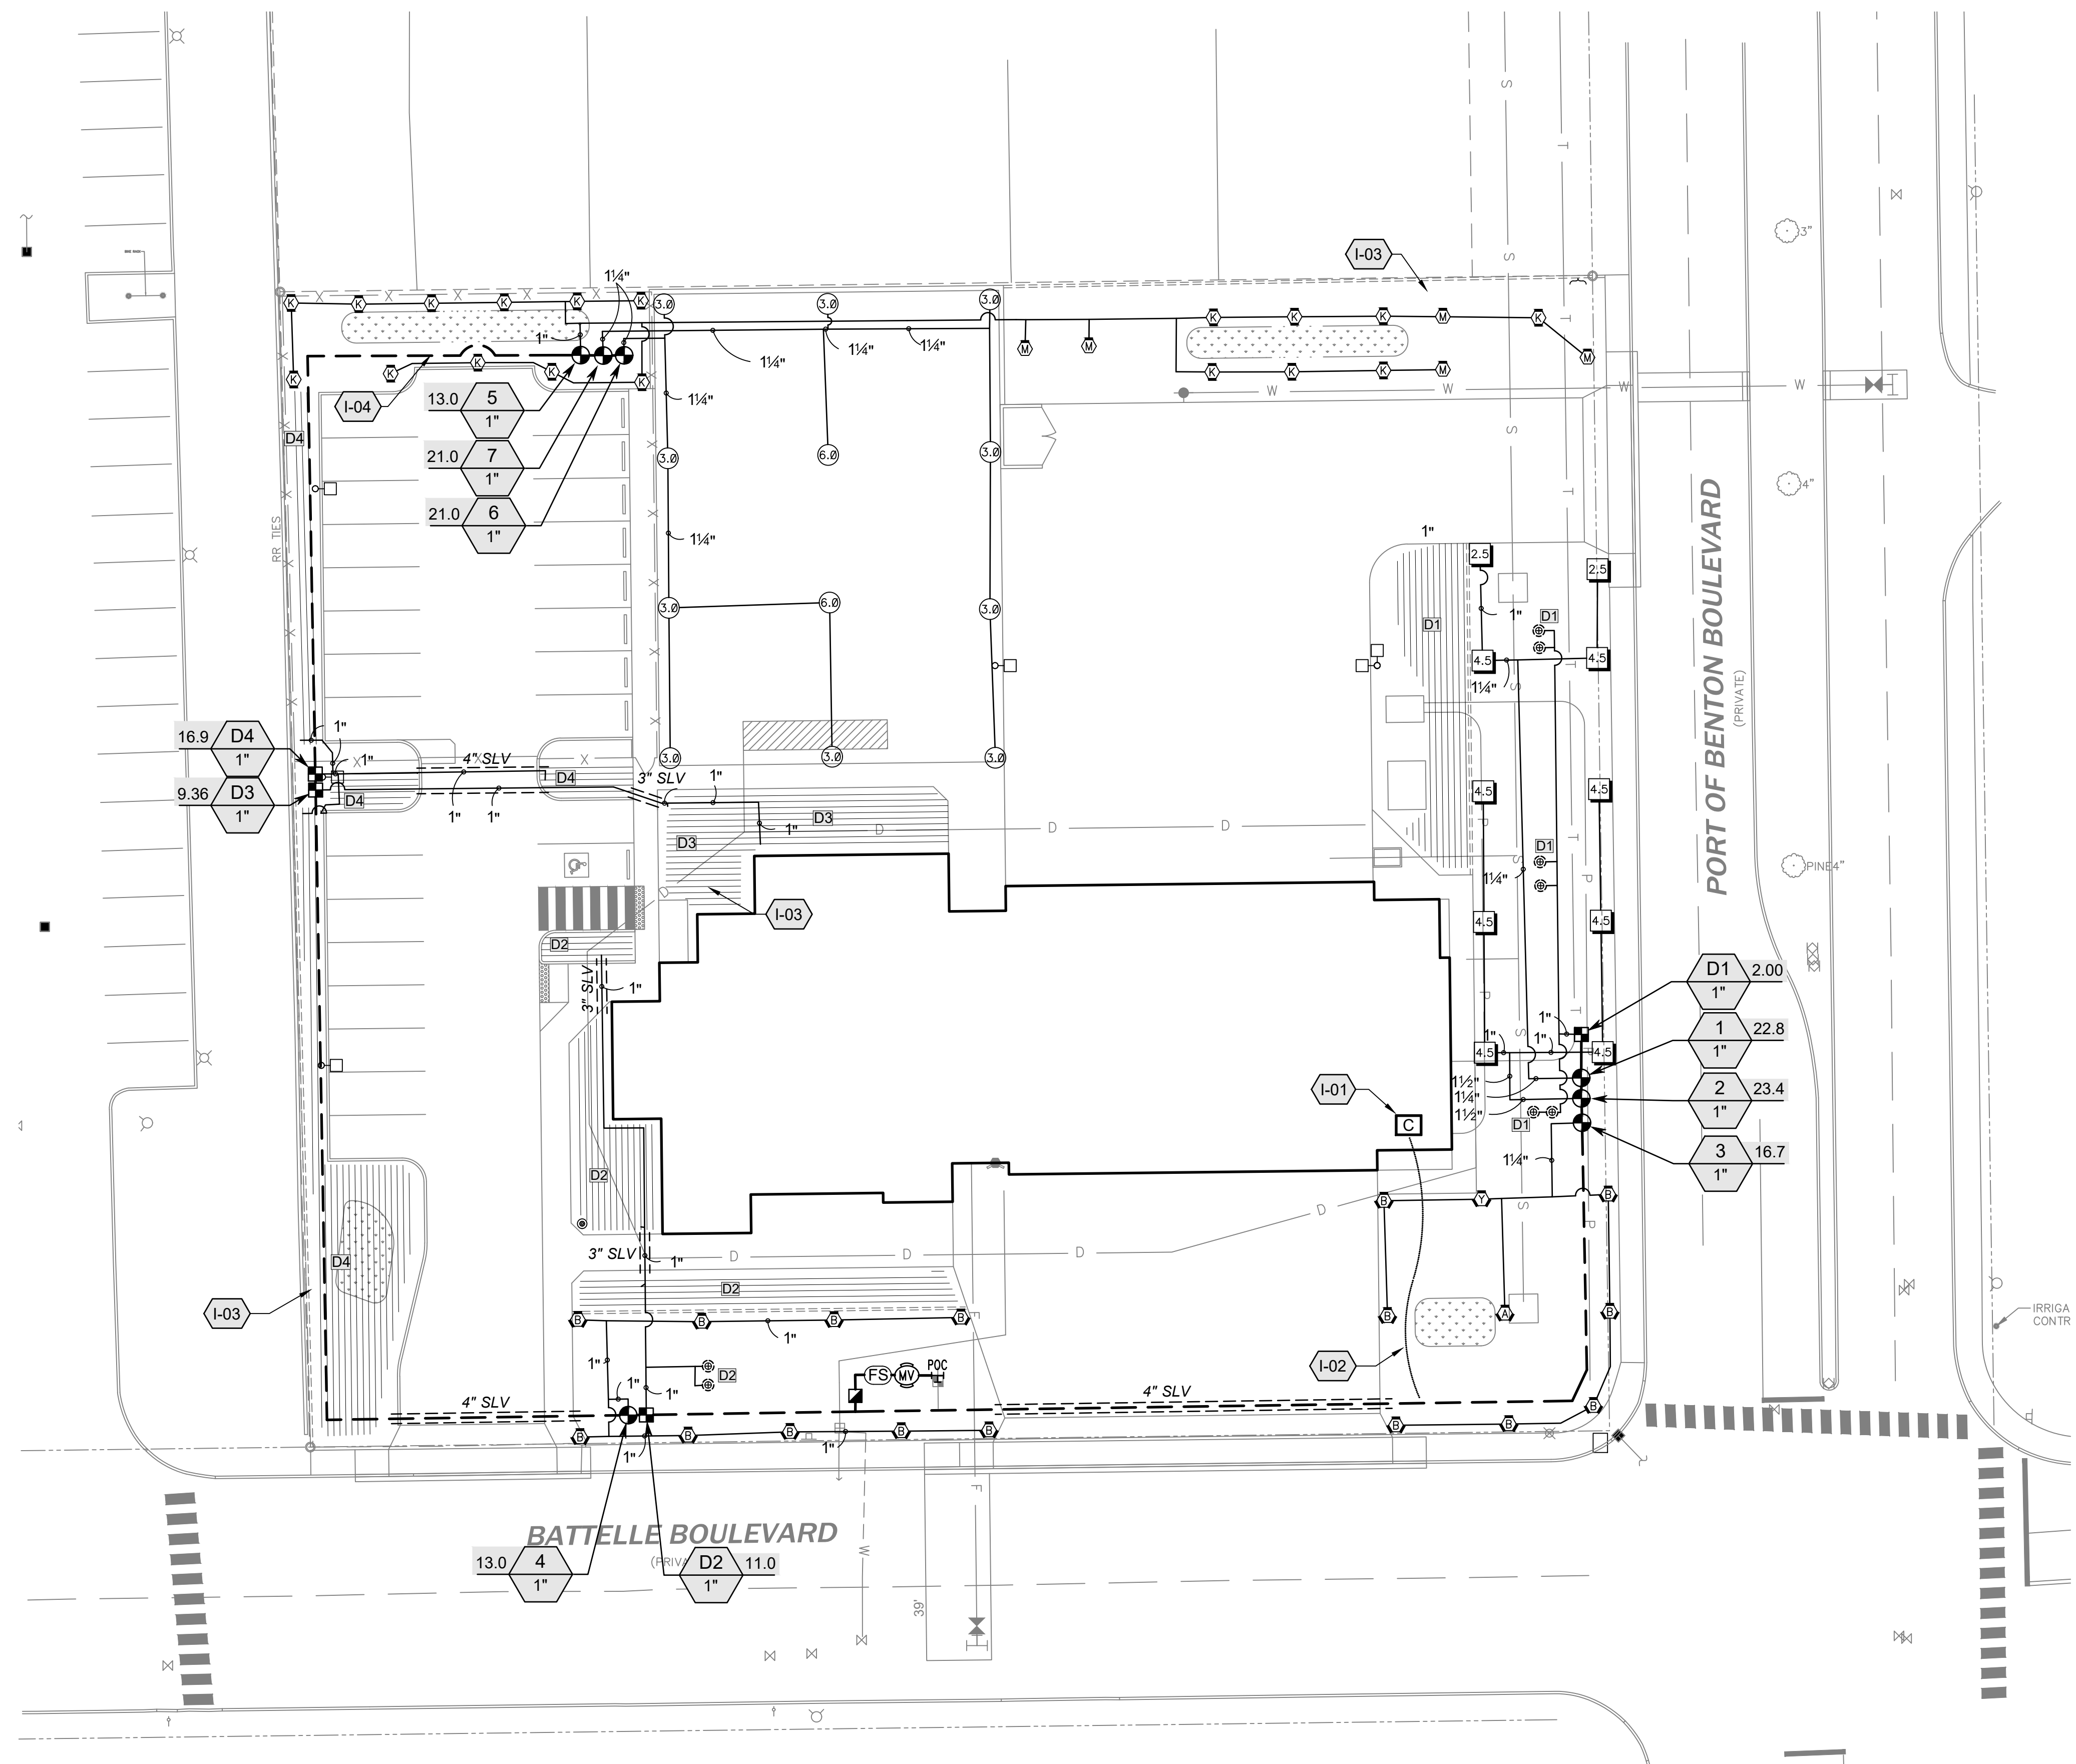 3"
S
T
I-03
1¼"
K K K K K K
3.0 3.0 3.0
K K K M K
M M
M
1"
1¼" 1¼" 1¼"
K K K K K
K K K M
I-04
W W W W
13.0 5
1"
1¼"
D4
21.0 7
1"
3.0 6.0 3.0
S
4"
21.0 6
1"
1¼"
RR TIES
1"
2.5 2.5
PORT OF BENTON BOULEVARD
(PRIVATE)
3.0 6.0 3.0
1" D1
D1
4.5 4.5
1¼"
16.9 D4
1"
1"
1"
4" SLV
D4
3" SLV
1"
3.0 3.0 3.0
9.36 D3
1"
D4
1" 1"
4.5 4.5
D3
1"
D D D
D3
D1
PINE4"
1¼"
I-03
4.5 4.5
D2
3" SLV
1"
D1 2.00
1"
1"
1" 1"
4.5 4.5
1 22.8
1"
1½"
1¼"
1½"
I-01
C
2 23.4
1"
D1
3 16.7
1"
1¼"
D2
B Y B
D
3" SLV
1"
D D D
D4
D2
I-03
B B B B
1"
B A B
IRRIGA
CONTR
1"
D2
FS MV POC
I-02
1"
1"
4" SLV
4" SLV
B B B B B
B B B
1"
1"
BATTELLE BOULEVARD
(PRIVA
13.0 4
1"
D2 11.0
1"
W
F
39'